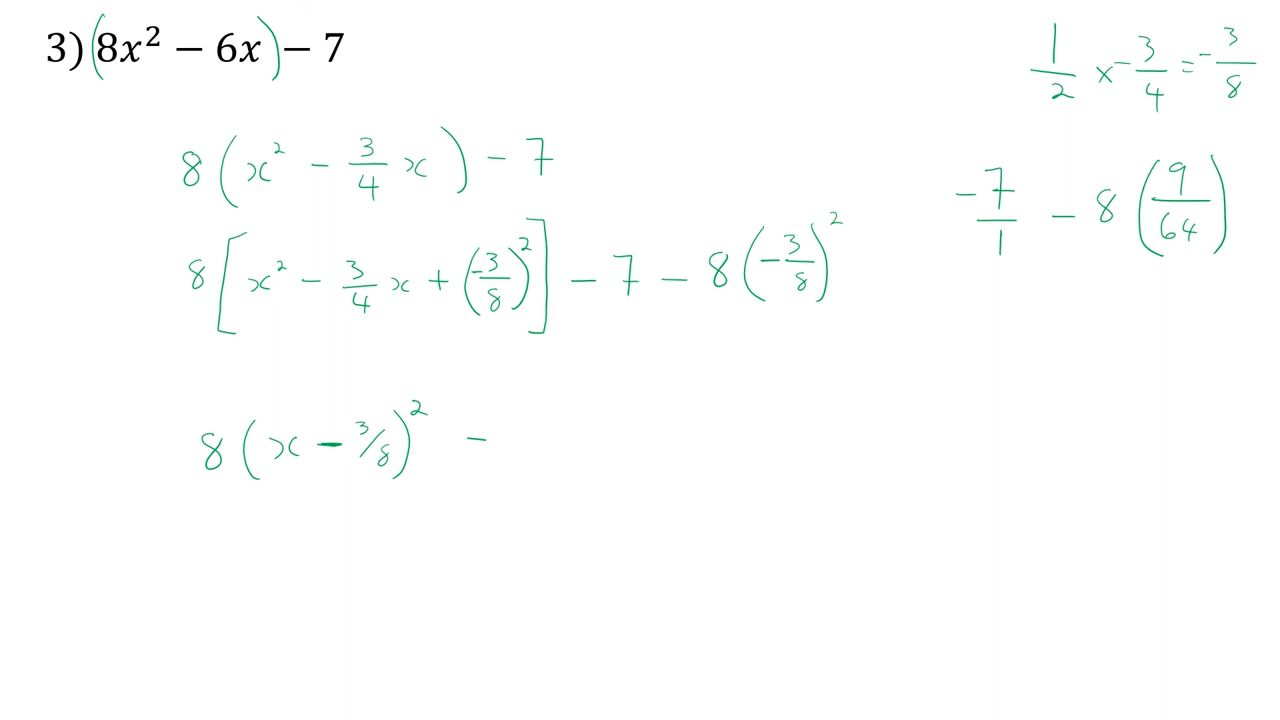 3) (8x² − 6x) − 7
1/2 × −3/4 = −3/8
8(x² − 3/4 x) − 7
−7/1 − 8(9/64)
8[x² − 3/4 x + (−3/8)²] − 7 − 8(−3/8)²
8(x − 3/8)² −